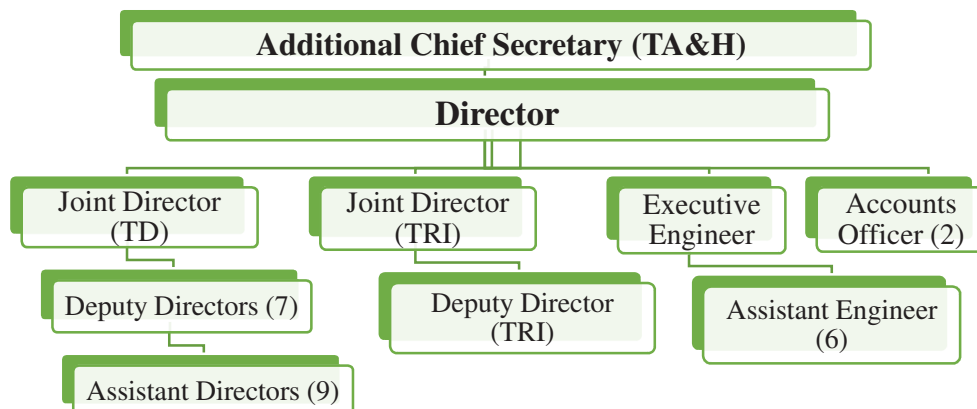 Additional Chief Secretary (TA&H)
Director
Joint Director
(TD)
Joint Director
(TRI)
Executive
Engineer
Accounts
Officer (2)
Deputy Directors (7)
Deputy Director
(TRI)
Assistant Engineer
(6)
Assistant Directors (9)